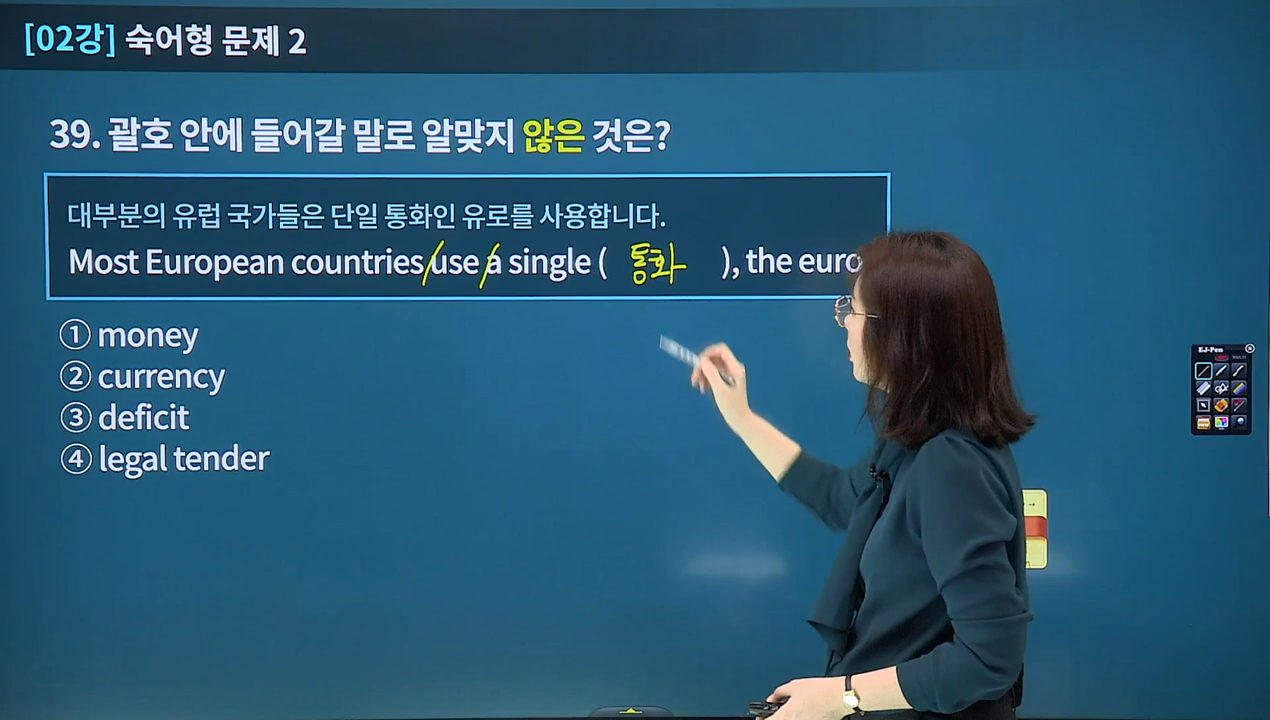 [02강] 숙어형 문제 2
39. 괄호 안에 들어갈 말로 알맞지 않은 것은?
대부분의 유럽 국가들은 단일 통화인 유로를 사용합니다.
Most European countries use a single ( 통화 ), the euro
① money
② currency
③ deficit
④ legal tender
EJ-Pen